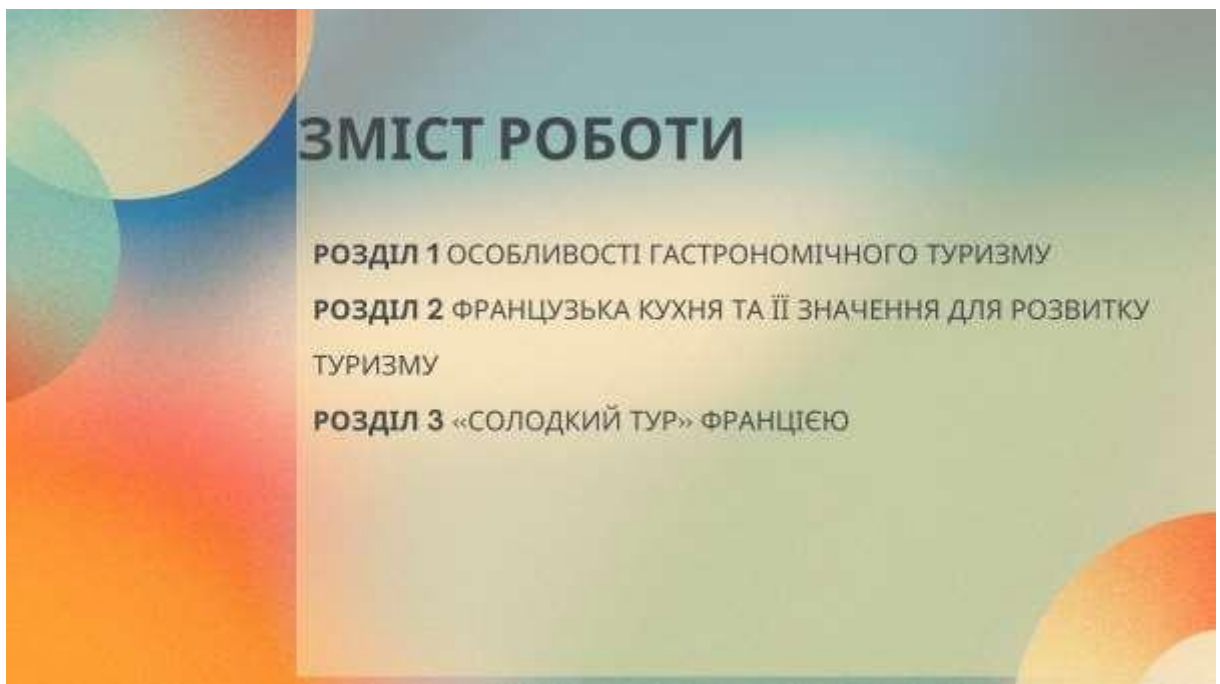 ЗМІСТ РОБОТИ
РОЗДІЛ 1 ОСОБЛИВОСТІ ГАСТРОНОМІЧНОГО ТУРИЗМУ
РОЗДІЛ 2 ФРАНЦУЗЬКА КУХНЯ ТА ЇЇ ЗНАЧЕННЯ ДЛЯ РОЗВИТКУ
ТУРИЗМУ
РОЗДІЛ 3 «СОЛОДКИЙ ТУР» ФРАНЦІЄЮ